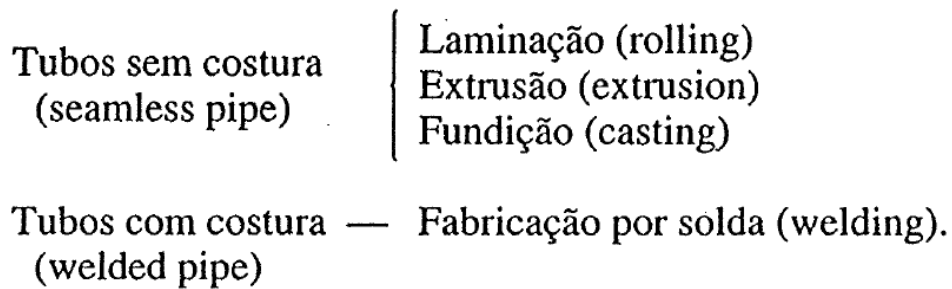 Tubos sem costura
(seamless pipe)
Laminação (rolling)
Extrusão (extrusion)
Fundição (casting)
Tubos com costura — Fabricação por solda (welding).
(welded pipe)